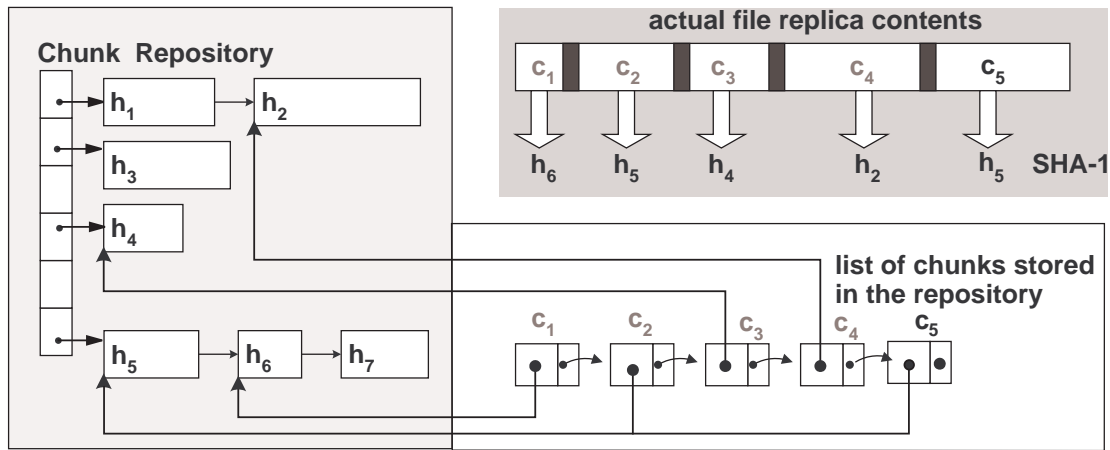 Chunk Repository
h1
h2
h3
h4
h5
h6
h7
actual file replica contents
c1 c2 c3 c4 c5
h6 h5 h4 h2 h5 SHA-1
list of chunks stored
in the repository
c1 c2 c3 c4 c5